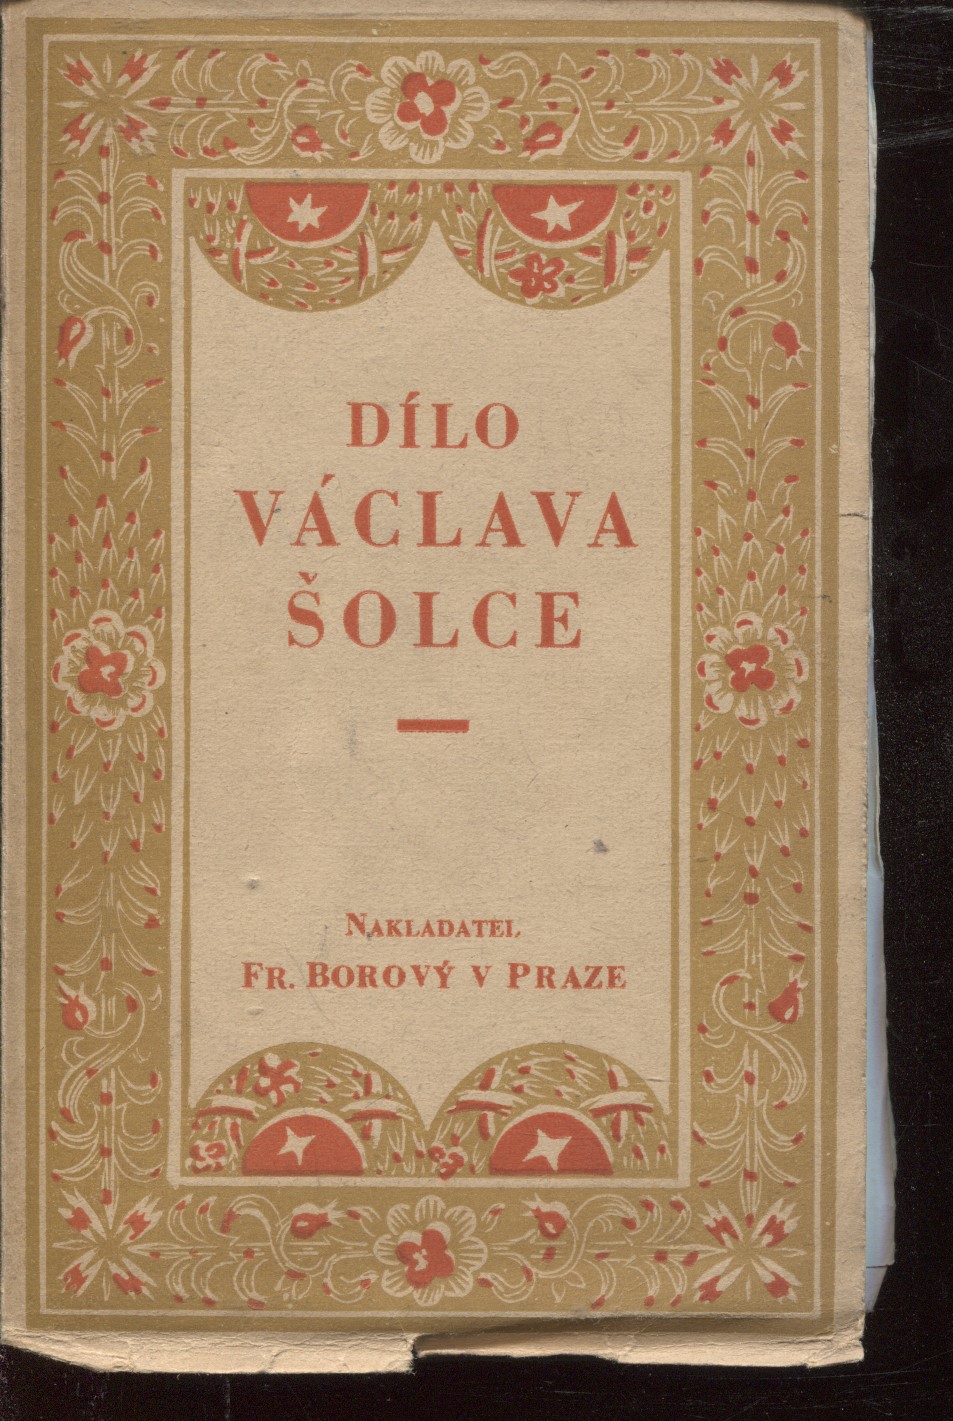 DÍLO
VÁCLAVA
ŠOLCE
NAKLADATEL
FR. BOROVÝ V PRAZE